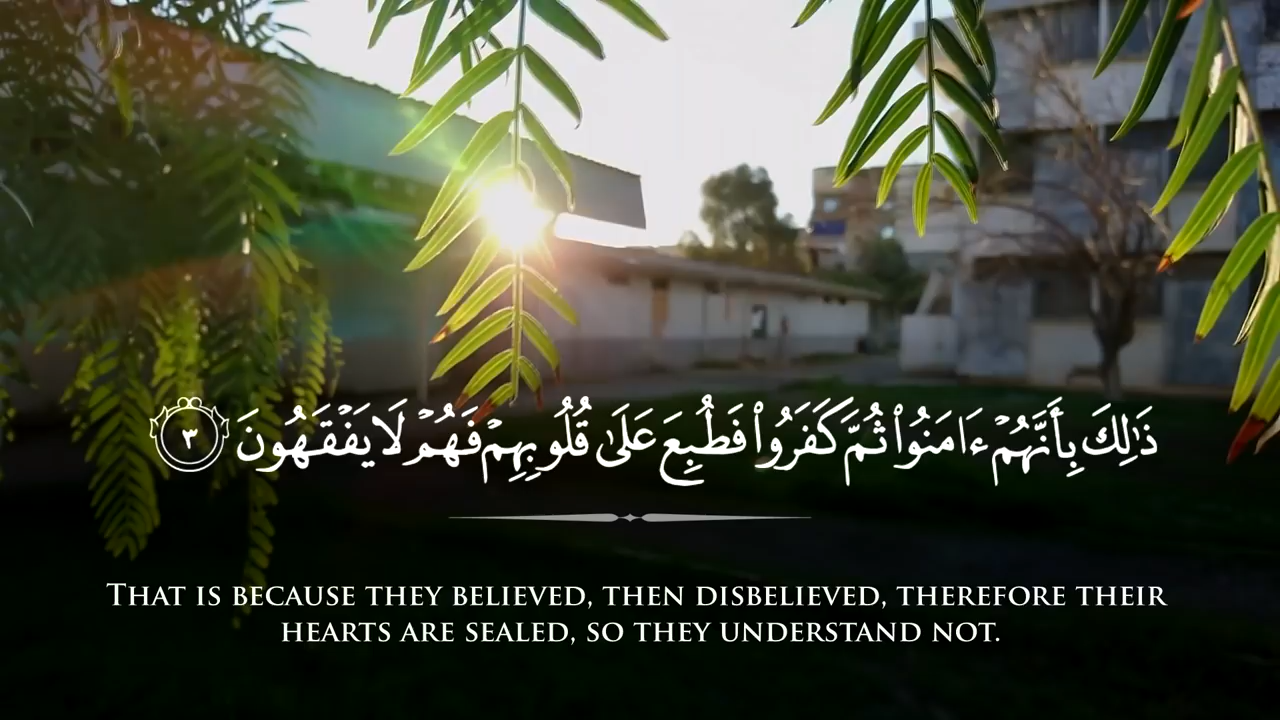 ذَٰلِكَ بِأَنَّهُمْ ءَامَنُوا۟ ثُمَّ كَفَرُوا۟ فَطُبِعَ عَلَىٰ قُلُوبِهِمْ فَهُمْ لَا يَفْقَهُونَ ٣
THAT IS BECAUSE THEY BELIEVED, THEN DISBELIEVED, THEREFORE THEIR
HEARTS ARE SEALED, SO THEY UNDERSTAND NOT.